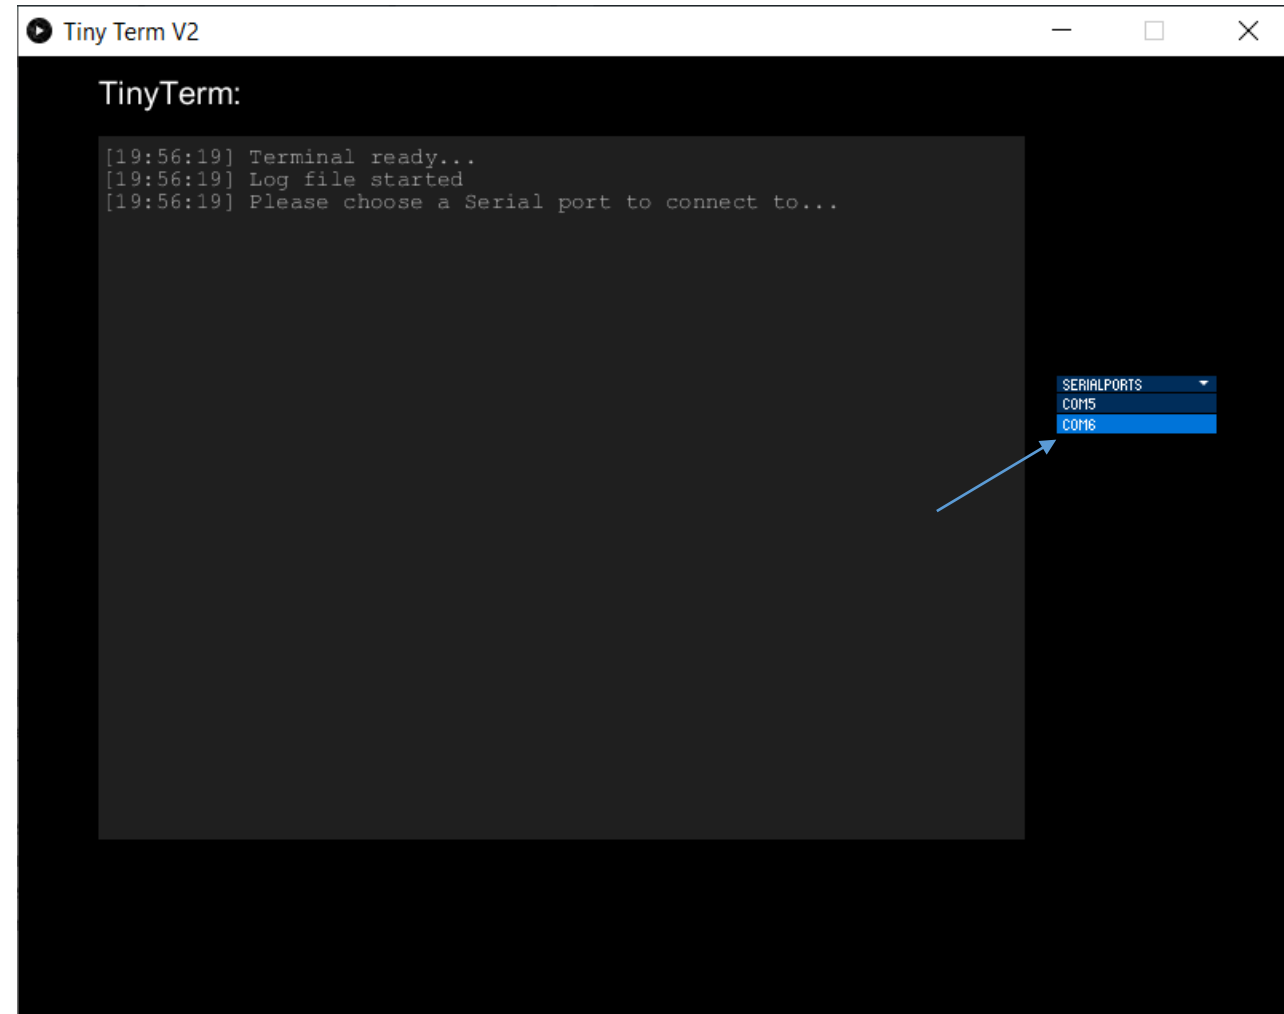 Tiny Term V2
TinyTerm:
[19:56:19] Terminal ready...
[19:56:19] Log file started
[19:56:19] Please choose a Serial port to connect to...
SERIALPORTS
COM5
COM6